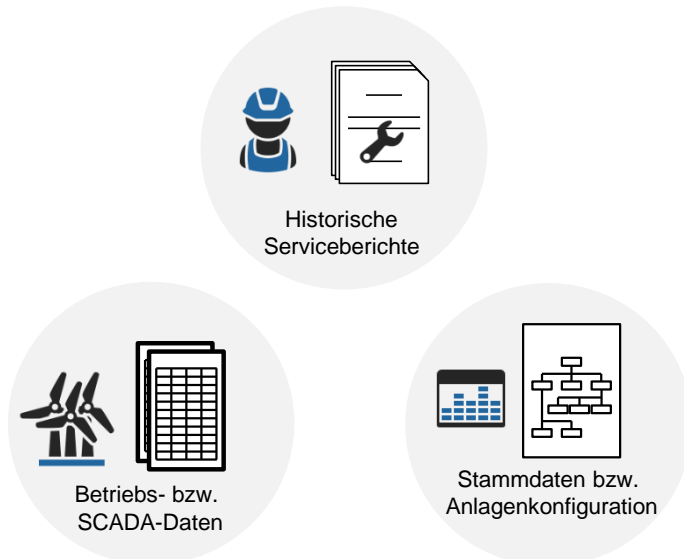 Historische
Serviceberichte
Betriebs- bzw.
SCADA-Daten
Stammdaten bzw.
Anlagenkonfiguration